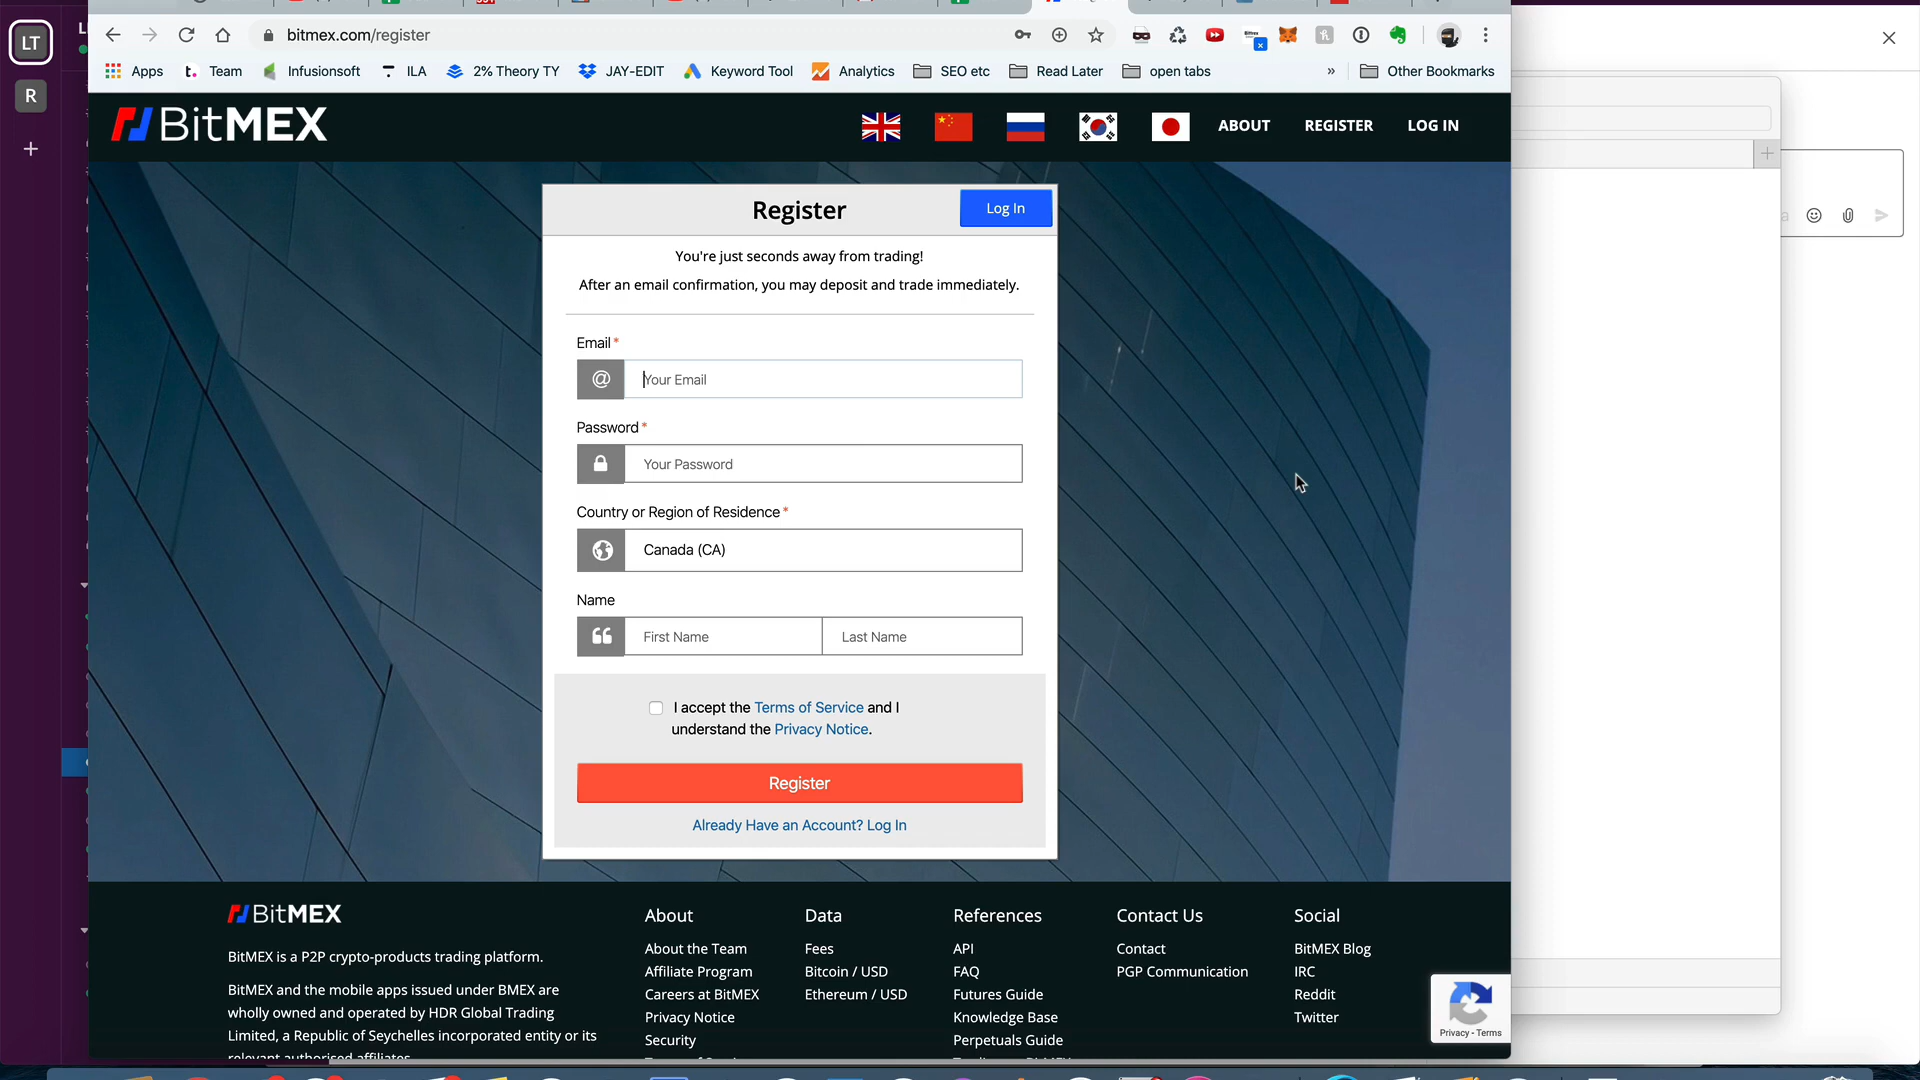 LT
R
bitmex.com/register
Apps
Team
Infusionsoft
ILA
2% Theory TY
JAY-EDIT
Keyword Tool
Analytics
SEO etc
Read Later
open tabs
»
Other Bookmarks
BitMEX
ABOUT
REGISTER
LOG IN
Register
Log In
You're just seconds away from trading!
After an email confirmation, you may deposit and trade immediately.
Email *
@
Your Email
Password *
Your Password
Country or Region of Residence *
Canada (CA)
Name
First Name
Last Name
I accept the Terms of Service and I
understand the Privacy Notice.
Register
Already Have an Account? Log In
BitMEX
BitMEX is a P2P crypto-products trading platform.
BitMEX and the mobile apps issued under BMEX are
wholly owned and operated by HDR Global Trading
Limited, a Republic of Seychelles incorporated entity or its
relevant authorised affiliates.
About
About the Team
Affiliate Program
Careers at BitMEX
Privacy Notice
Security
Data
Fees
Bitcoin / USD
Ethereum / USD
References
API
FAQ
Futures Guide
Knowledge Base
Perpetuals Guide
Contact Us
Contact
PGP Communication
Social
BitMEX Blog
IRC
Reddit
Twitter
Privacy - Terms